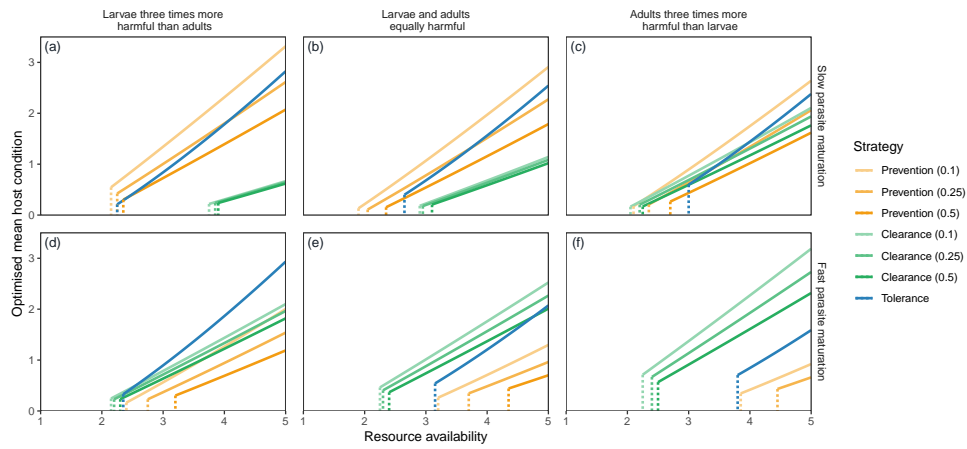 Larvae three times more
harmful than adults
Larvae and adults
equally harmful
Adults three times more
harmful than larvae
(a)
(b)
(c)
3
2
1
0
Slow parasite maturation
(d)
(e)
(f)
3
2
1
0
Fast parasite maturation
1 2 3 4 5
1 2 3 4 5
1 2 3 4 5
Optimised mean host condition
Resource availability
Strategy
Prevention (0.1)
Prevention (0.25)
Prevention (0.5)
Clearance (0.1)
Clearance (0.25)
Clearance (0.5)
Tolerance